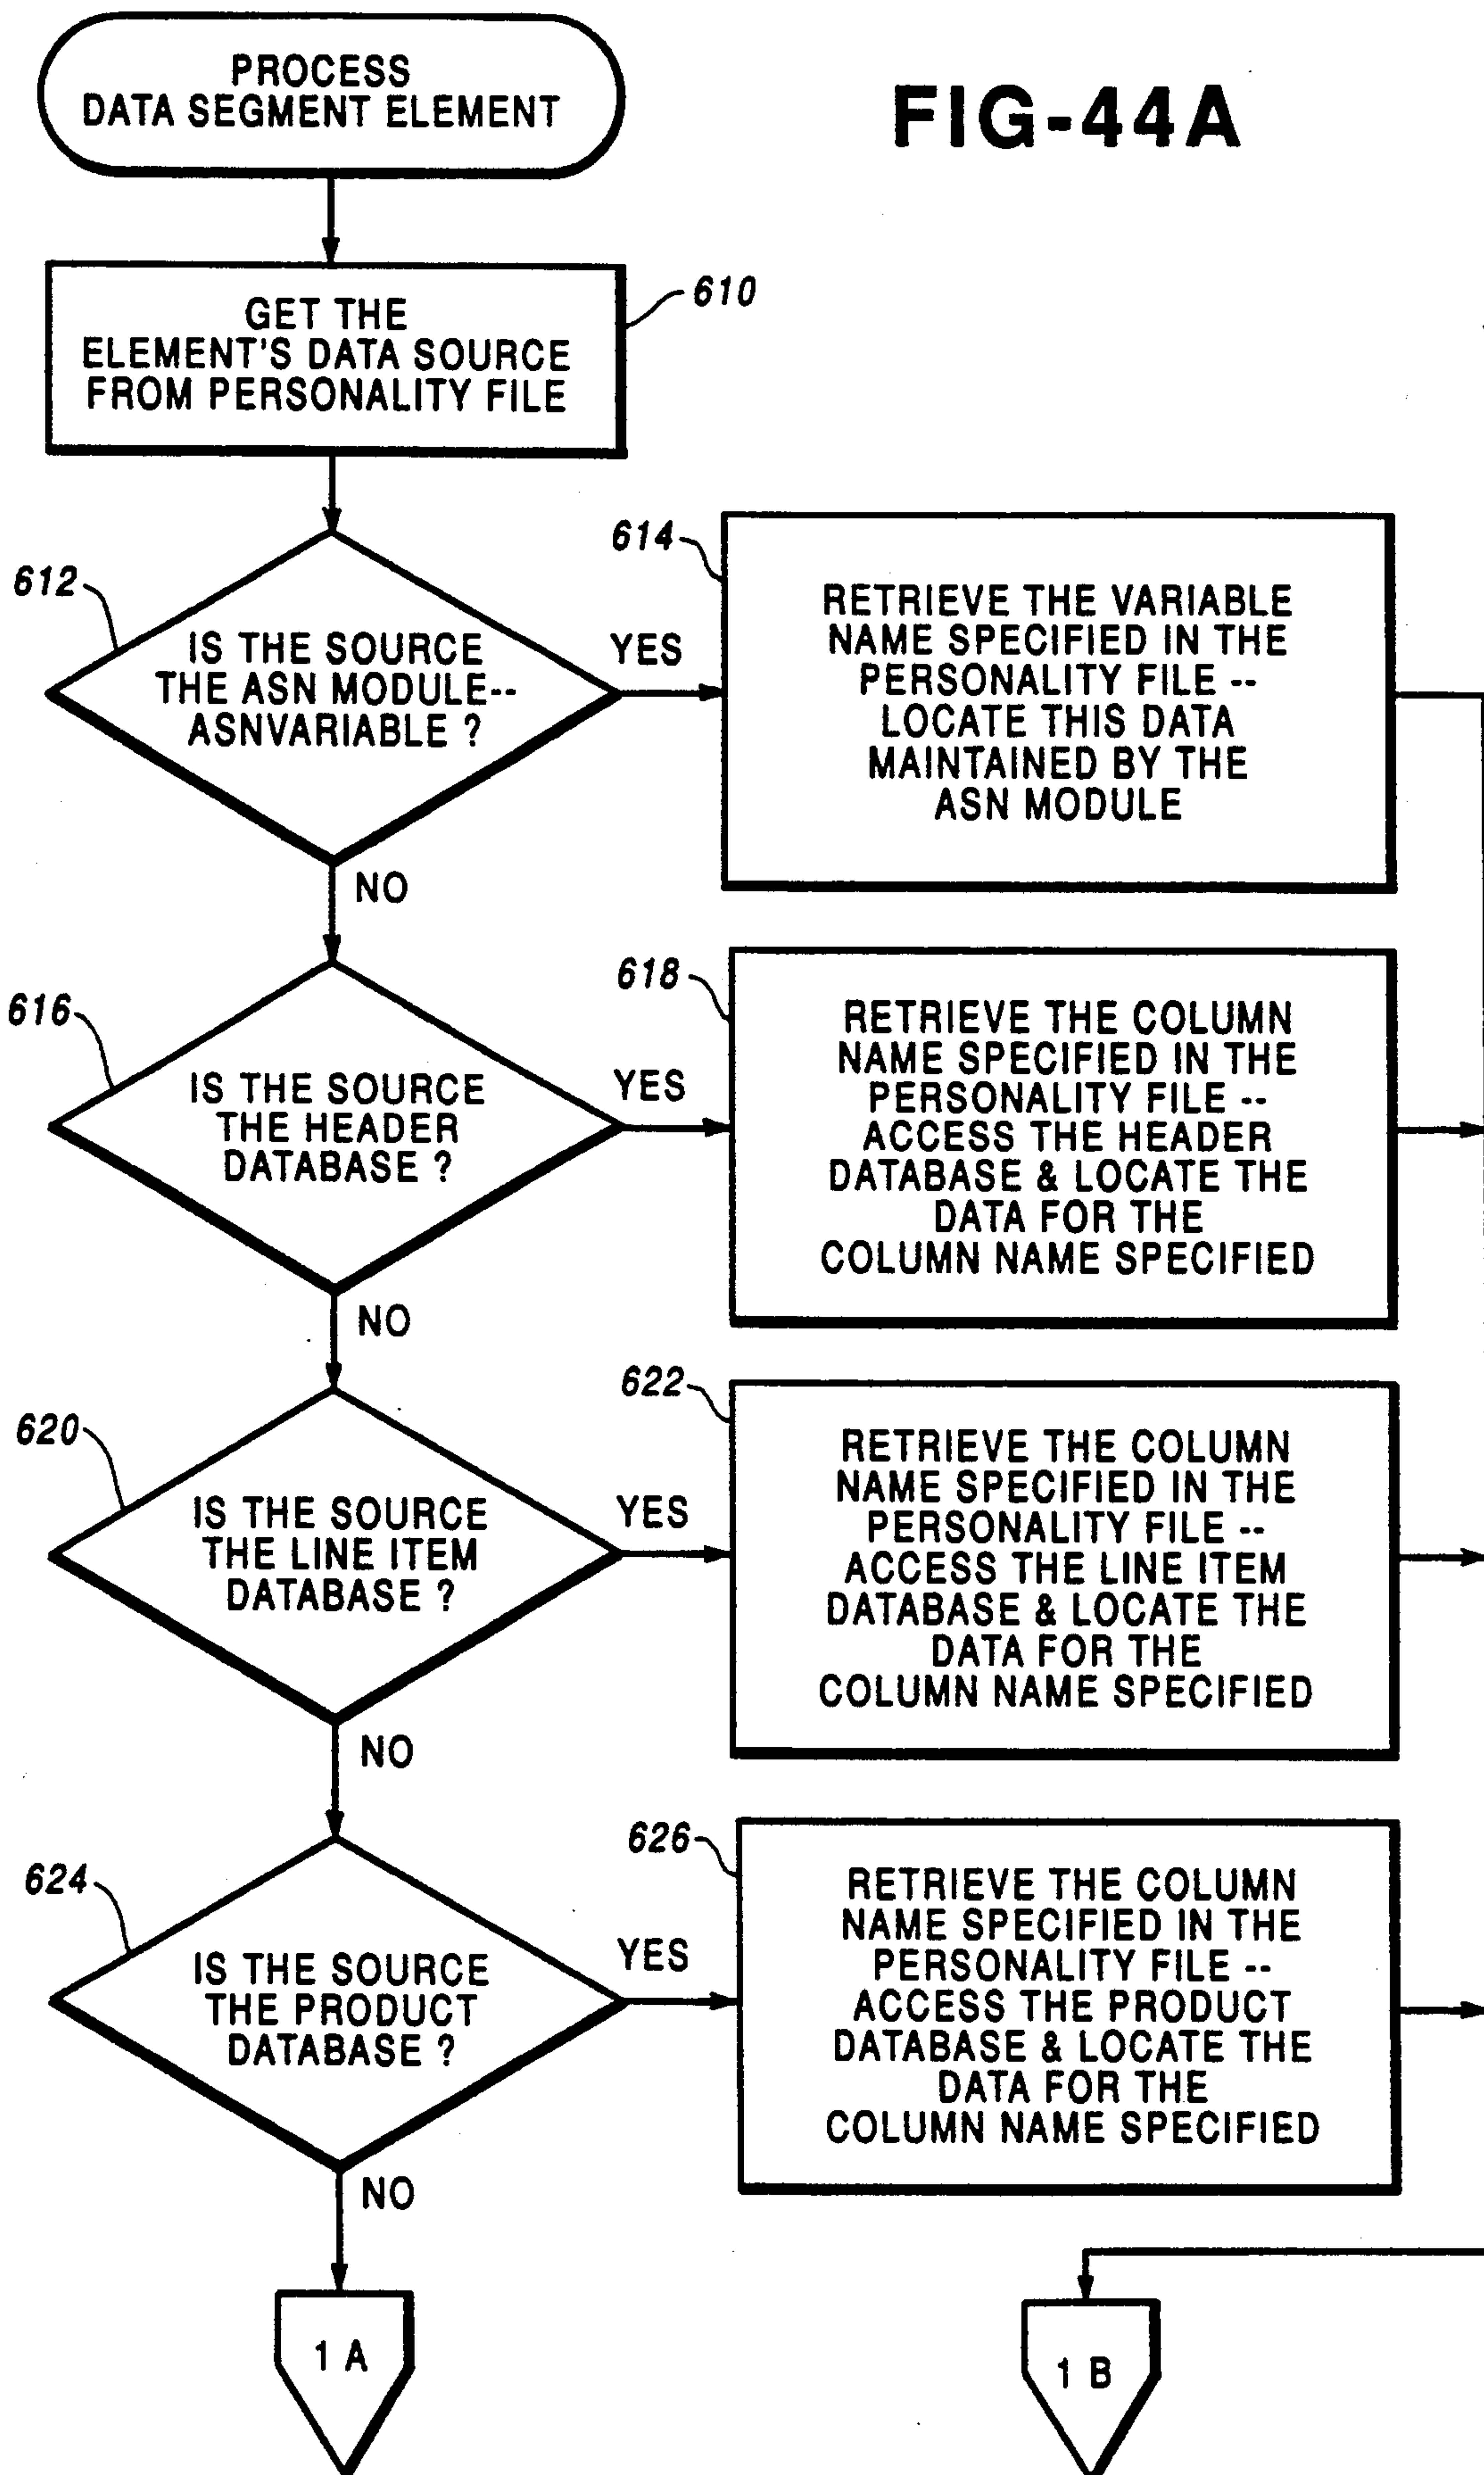 PROCESS
DATA SEGMENT ELEMENT
FIG-44A
GET THE
ELEMENT'S DATA SOURCE
FROM PERSONALITY FILE
610
612
IS THE SOURCE
THE ASN MODULE--
ASNVARIABLE ?
YES
NO
614
RETRIEVE THE VARIABLE
NAME SPECIFIED IN THE
PERSONALITY FILE --
LOCATE THIS DATA
MAINTAINED BY THE
ASN MODULE
616
IS THE SOURCE
THE HEADER
DATABASE ?
YES
NO
618
RETRIEVE THE COLUMN
NAME SPECIFIED IN THE
PERSONALITY FILE --
ACCESS THE HEADER
DATABASE & LOCATE THE
DATA FOR THE
COLUMN NAME SPECIFIED
620
IS THE SOURCE
THE LINE ITEM
DATABASE ?
YES
NO
622
RETRIEVE THE COLUMN
NAME SPECIFIED IN THE
PERSONALITY FILE --
ACCESS THE LINE ITEM
DATABASE & LOCATE THE
DATA FOR THE
COLUMN NAME SPECIFIED
624
IS THE SOURCE
THE PRODUCT
DATABASE ?
YES
NO
626
RETRIEVE THE COLUMN
NAME SPECIFIED IN THE
PERSONALITY FILE --
ACCESS THE PRODUCT
DATABASE & LOCATE THE
DATA FOR THE
COLUMN NAME SPECIFIED
1 A
1 B